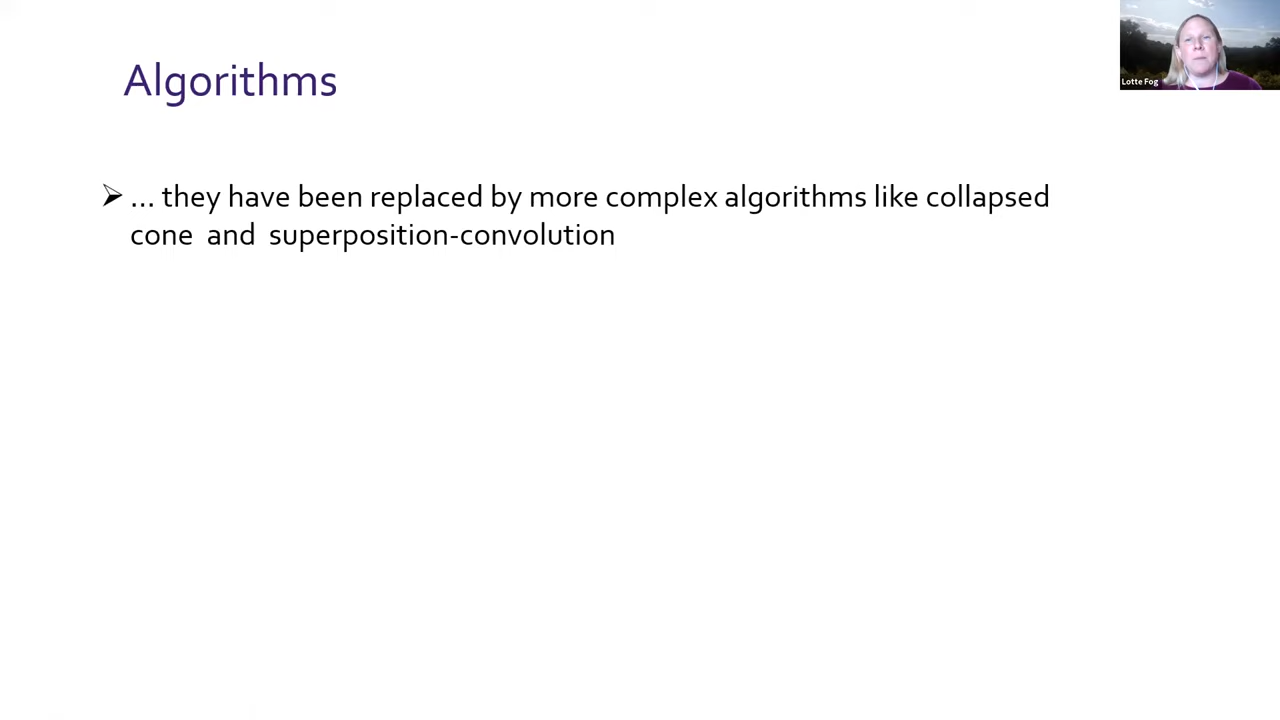 Algorithms
Lotte Fog
… they have been replaced by more complex algorithms like collapsed
cone and superposition-convolution